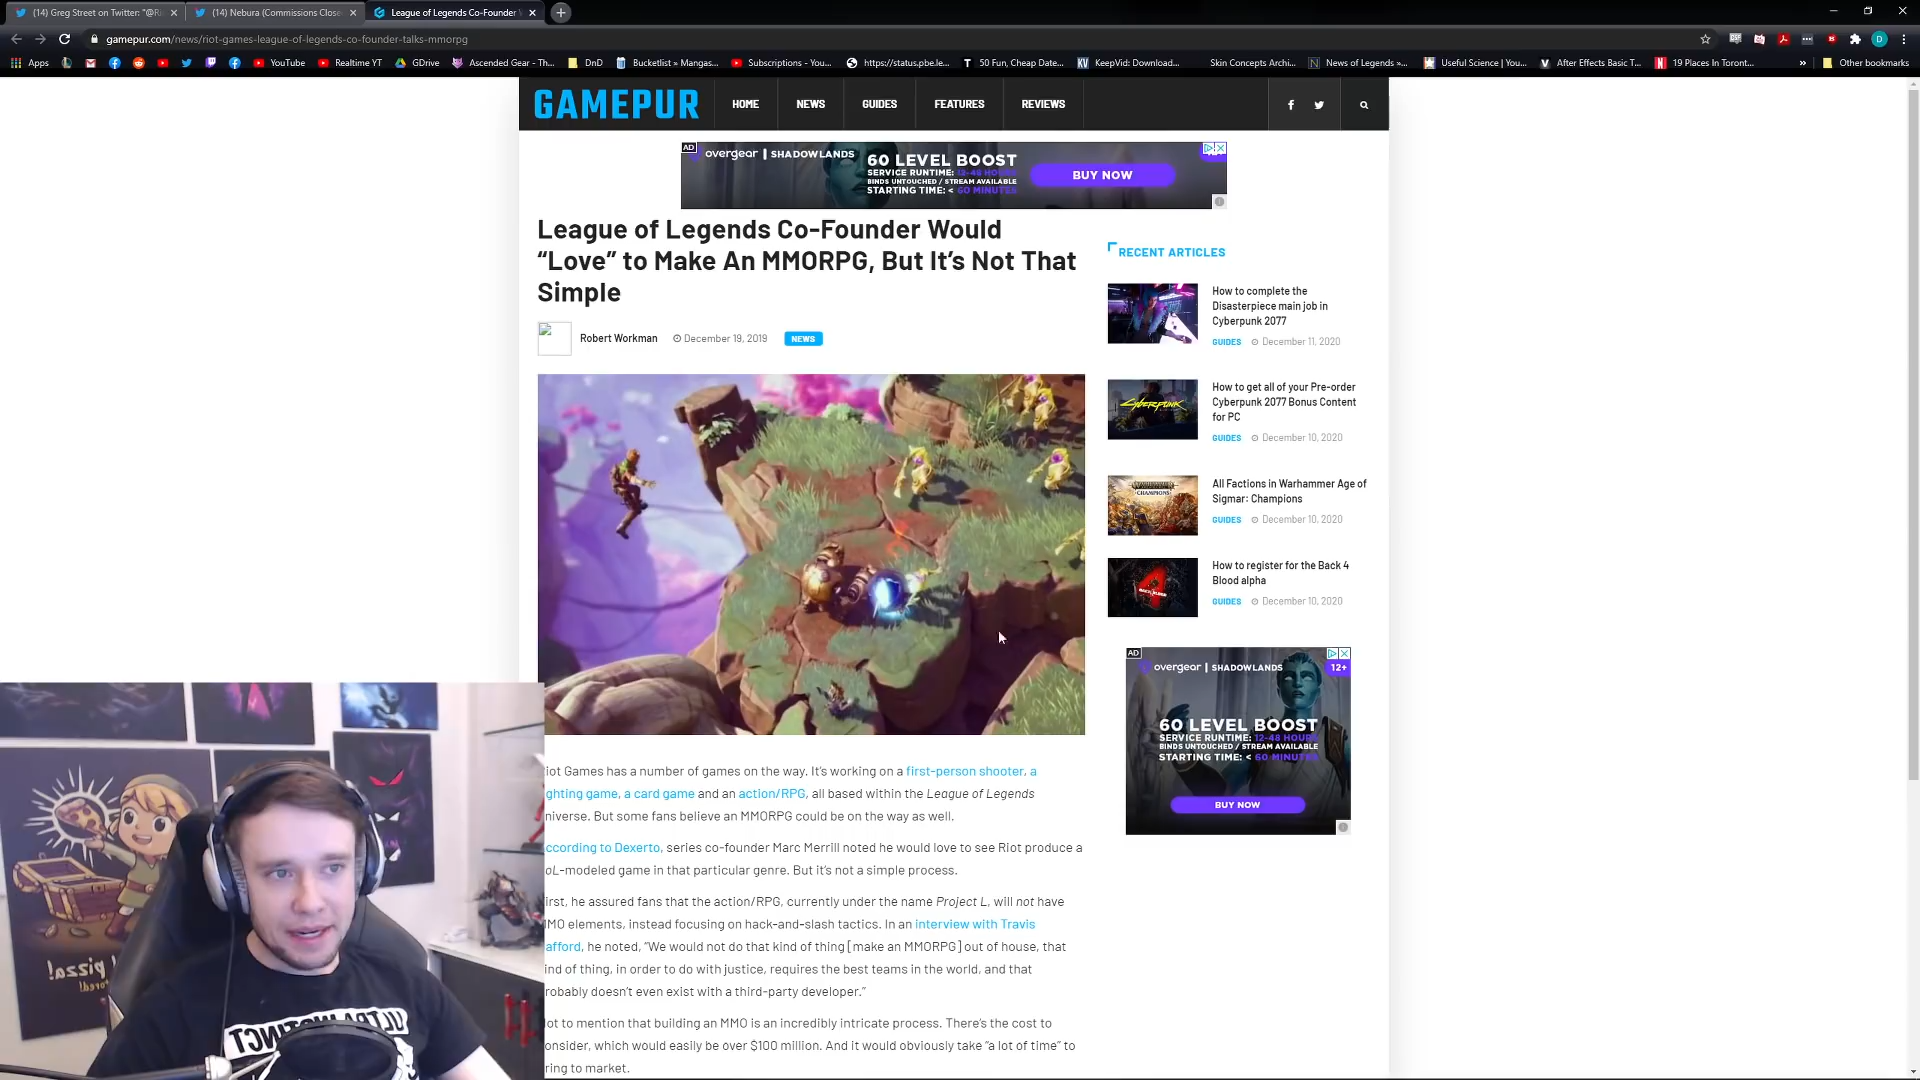 (14) Greg Street on Twitter: "@Ri
(14) Nebura (Commissions Close
League of Legends Co-Founder W
gamepur.com/news/riot-games-league-of-legends-co-founder-talks-mmorpg
Apps
YouTube
Realtime YT
GDrive
Ascended Gear - Th...
DnD
Bucketlist » Mangas...
Subscriptions - You...
https://status.pbe.le...
50 Fun, Cheap Date...
KeepVid: Download...
Skin Concepts Archi...
News of Legends »...
Useful Science | You...
After Effects Basic T...
19 Places In Toront...
»
Other bookmarks
GAMEPUR
HOME
NEWS
GUIDES
FEATURES
REVIEWS
AD
overgear | SHADOWLANDS
60 LEVEL BOOST
SERVICE RUNTIME: 12-48 HOURS
BINDS UNTOUCHED / STREAM AVAILABLE
STARTING TIME: < 60 MINUTES
BUY NOW
League of Legends Co-Founder Would
“Love” to Make An MMORPG, But It’s Not That
Simple
Robert Workman
December 19, 2019
NEWS
iot Games has a number of games on the way. It’s working on a first-person shooter, a
ghting game, a card game and an action/RPG, all based within the League of Legends
niverse. But some fans believe an MMORPG could be on the way as well.
ccording to Dexerto, series co-founder Marc Merrill noted he would love to see Riot produce a
oL-modeled game in that particular genre. But it’s not a simple process.
irst, he assured fans that the action/RPG, currently under the name Project L, will not have
MO elements, instead focusing on hack-and-slash tactics. In an interview with Travis
afford, he noted, “We would not do that kind of thing [make an MMORPG] out of house, that
ind of thing, in order to do with justice, requires the best teams in the world, and that
robably doesn’t even exist with a third-party developer.”
ot to mention that building an MMO is an incredibly intricate process. There’s the cost to
onsider, which would easily be over $100 million. And it would obviously take “a lot of time” to
ring to market.
RECENT ARTICLES
How to complete the
Disasterpiece main job in
Cyberpunk 2077
GUIDES
December 11, 2020
How to get all of your Pre-order
Cyberpunk 2077 Bonus Content
for PC
GUIDES
December 10, 2020
All Factions in Warhammer Age of
Sigmar: Champions
GUIDES
December 10, 2020
How to register for the Back 4
Blood alpha
GUIDES
December 10, 2020
AD
overgear | SHADOWLANDS
12+
60 LEVEL BOOST
SERVICE RUNTIME: 12-48 HOURS
BINDS UNTOUCHED / STREAM AVAILABLE
STARTING TIME: < 60 MINUTES
BUY NOW
pizza!
ULTRA INSTINCT